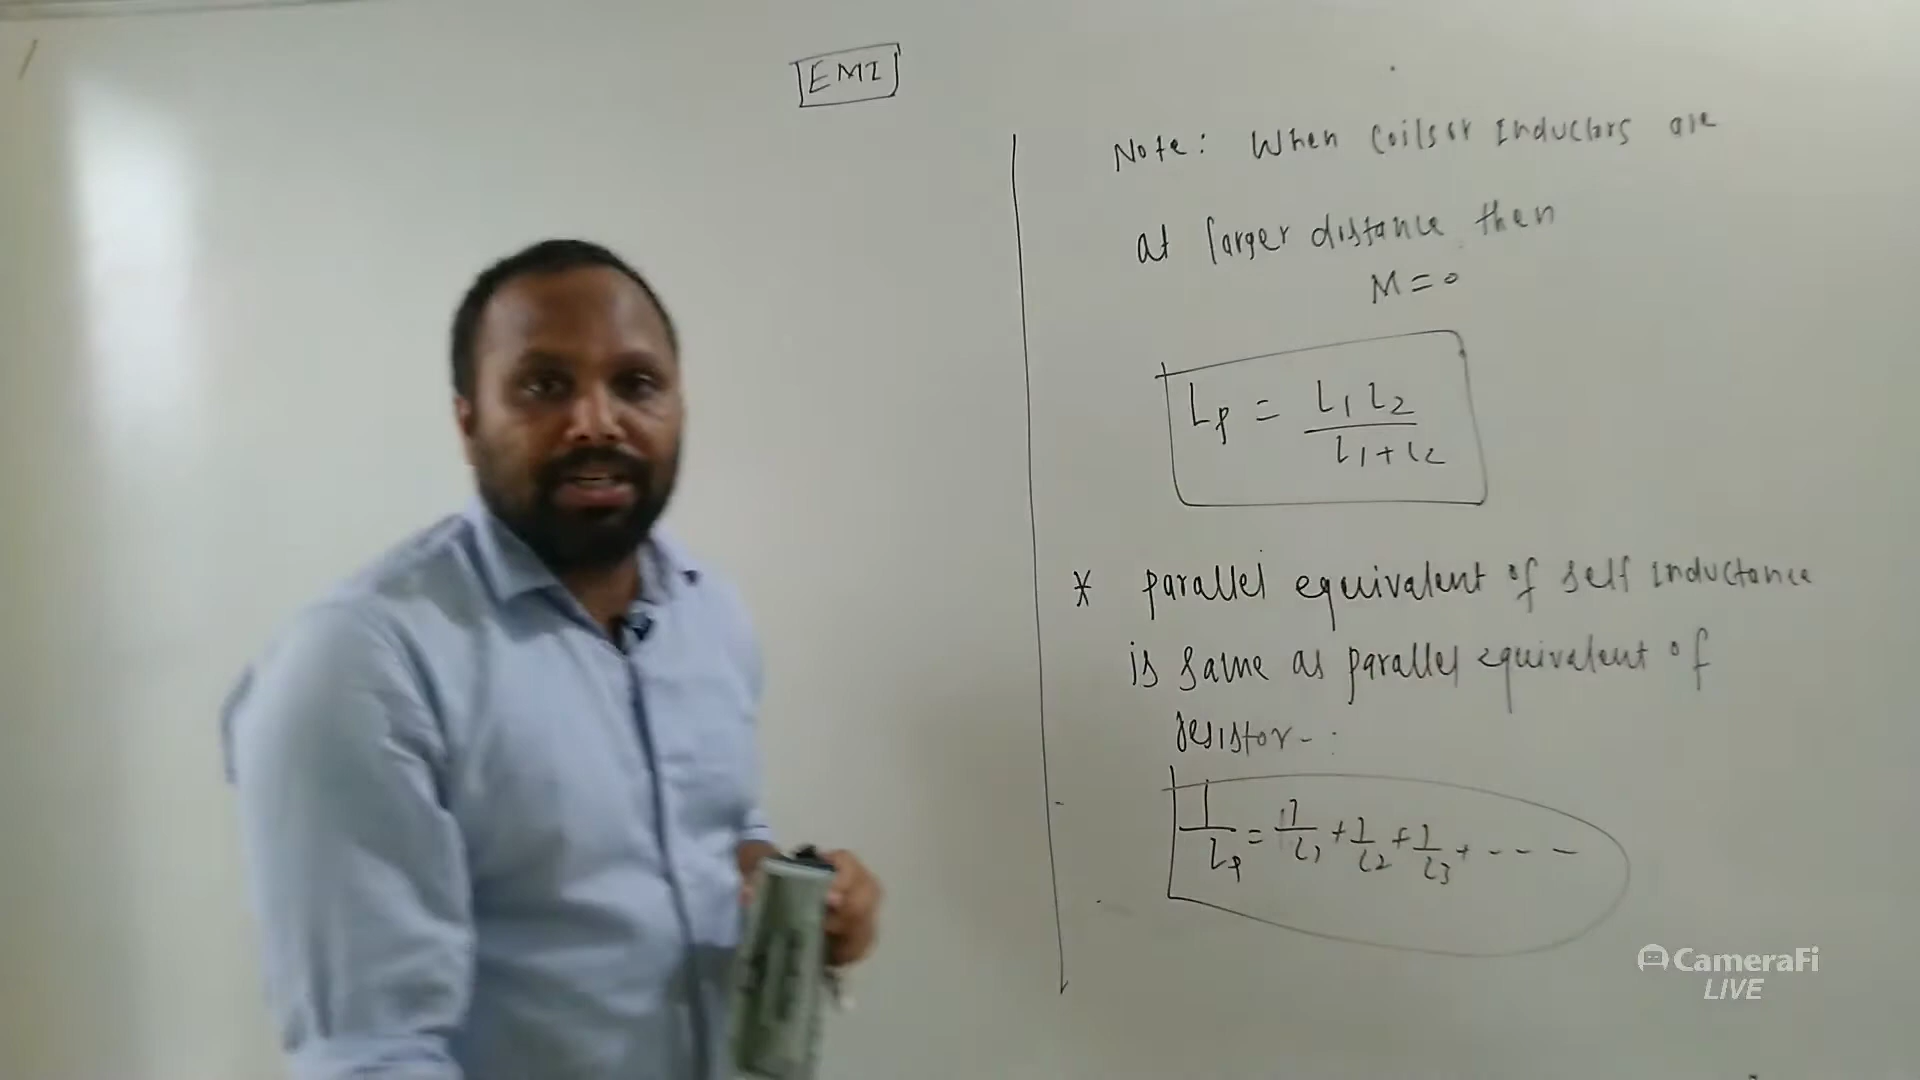 EMI
Note: When coils or Inductors are
at larger distance then
M = 0
Lp = L1 L2 / L1 + L2
* parallel equivalent of self inductance
is same as parallel equivalent of
resistor - :
1/Lp = 1/L1 + 1/L2 + 1/L3 + - - -
CameraFi
LIVE